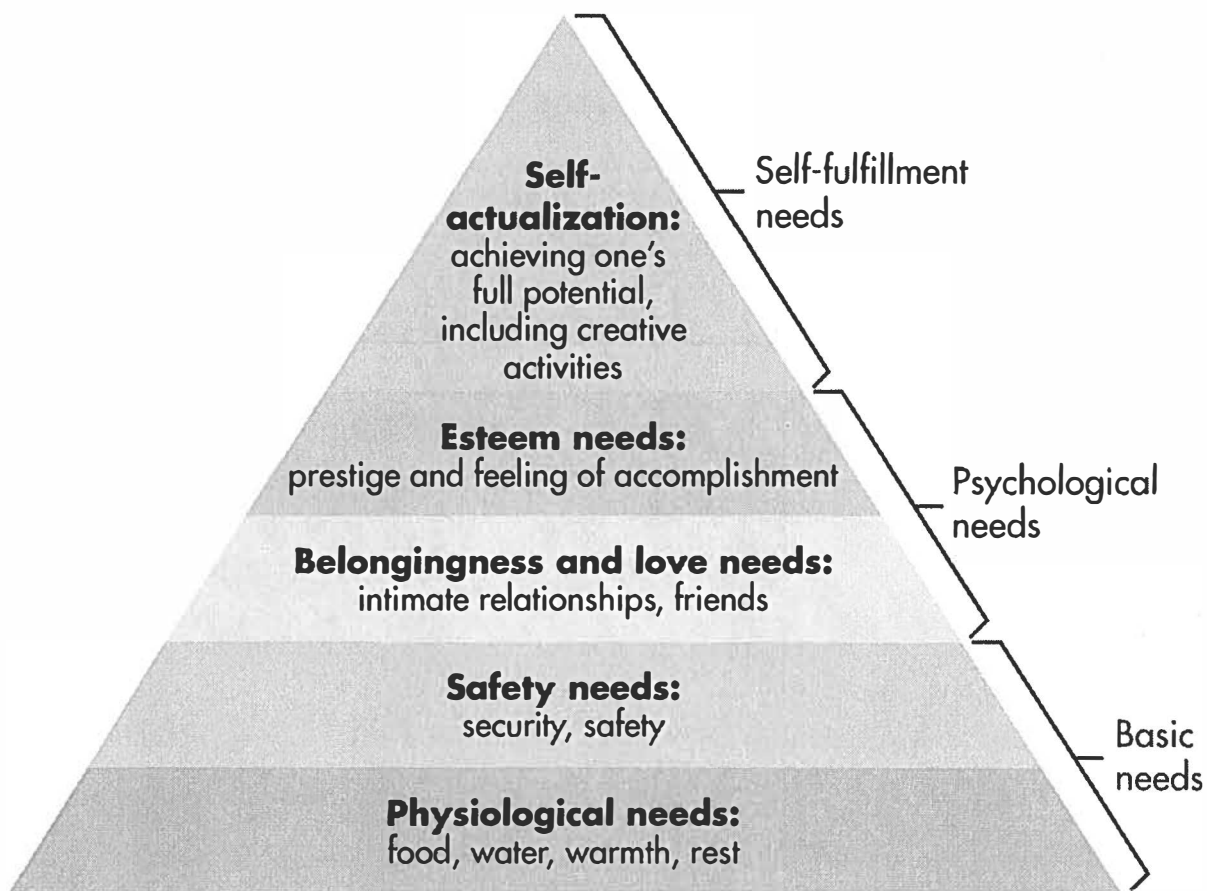 Self-
actualization:
achieving one's
full potential,
including creative
activities
Self-fulfillment
needs
Esteem needs:
prestige and feeling of accomplishment
Psychological
needs
Belongingness and love needs:
intimate relationships, friends
Safety needs:
security, safety
Basic
needs
Physiological needs:
food, water, warmth, rest